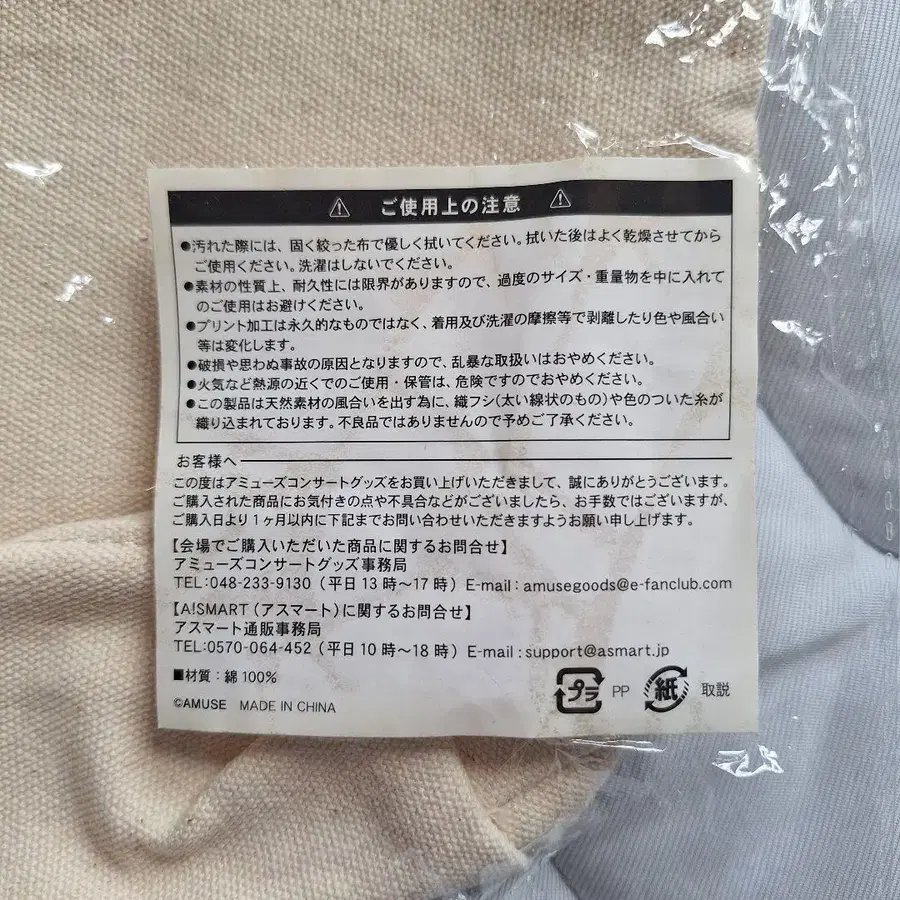 ご使用上の注意
●汚れた際には、固く絞った布で優しく拭いてください。拭いた後はよく乾燥させてから
ご使用ください。洗濯はしないでください。
●素材の性質上、耐久性には限界がありますので、過度のサイズ・重量物を中に入れて
のご使用はお避けください。
●プリント加工は永久的なものではなく、着用及び洗濯の摩擦等で剥離したり色や風合い
等は変化します。
●破損や思わぬ事故の原因となりますので、乱暴な取扱いはおやめください。
●火気など熱源の近くでのご使用・保管は、危険ですのでおやめください。
●この製品は天然素材の風合いを出す為に、織フシ(太い線状のもの)や色のついた糸が
織り込まれております。不良品ではありませんので予めご了承ください。
お客様へ
この度はアミューズコンサートグッズをお買い上げいただきまして、誠にありがとうございます。
ご購入された商品にお気付きの点や不具合などがございましたら、お手数ではございますが、
ご購入日より1ヶ月以内に下記までお問い合わせいただきますようお願い申し上げます。
【会場でご購入いただいた商品に関するお問合せ】
アミューズコンサートグッズ事務局
TEL:048-233-9130 (平日13時〜17時) E-mail:amusegoods@e-fanclub.com
【A!SMART(アスマート)に関するお問合せ】
アスマート通販事務局
TEL:0570-064-452 (平日10時〜18時) E-mail:support@asmart.jp
■材質:綿100%
©AMUSE MADE IN CHINA
プラ PP 紙 取説